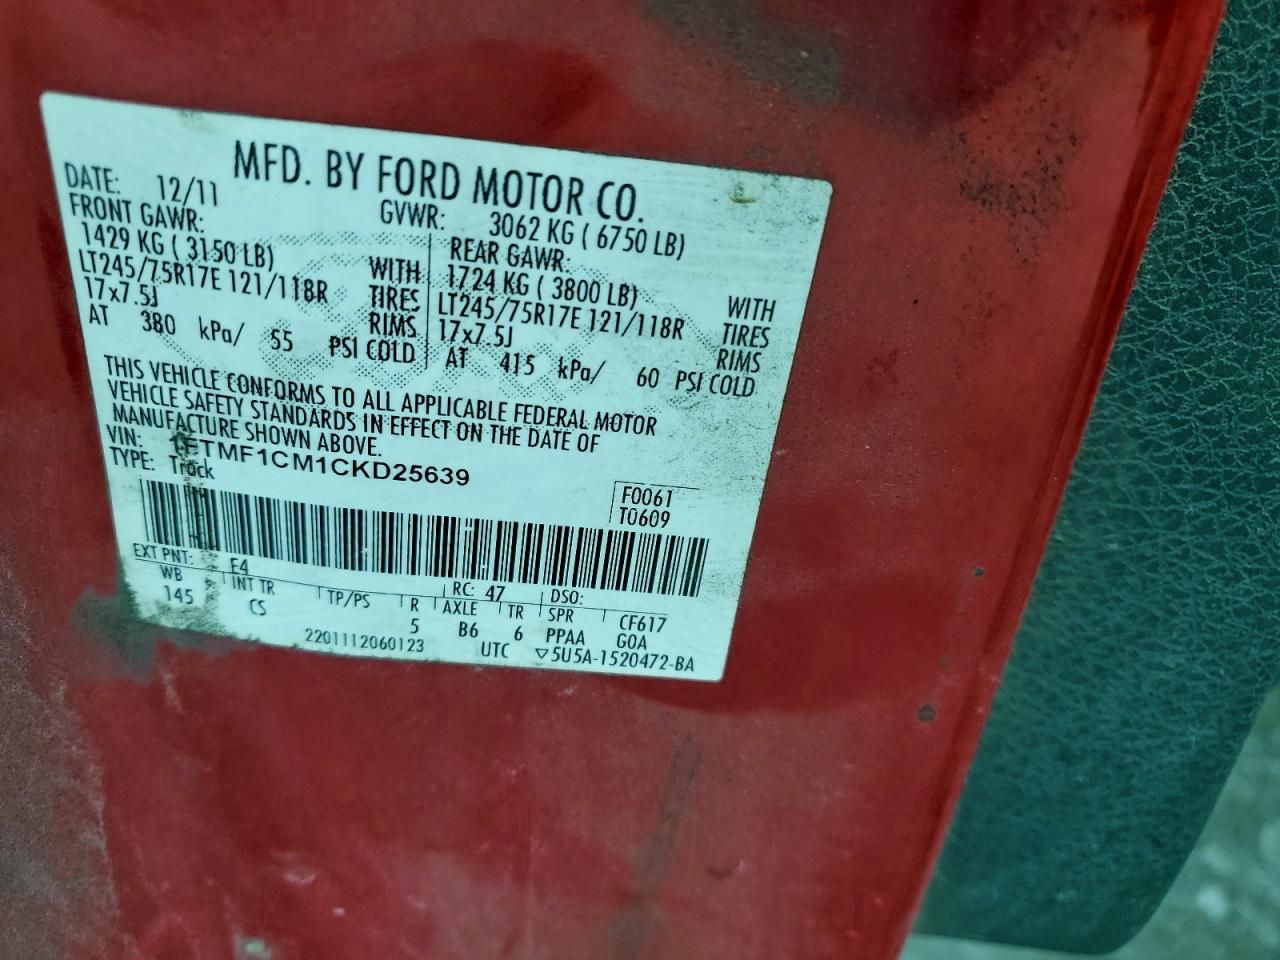 MFD. BY FORD MOTOR CO.
DATE: 12/11 GVWR: 3062 KG ( 6750 LB)
FRONT GAWR: REAR GAWR:
1429 KG ( 3150 LB) WITH 1724 KG ( 3800 LB) WITH
LT245/75R17E 121/118R TIRES LT245/75R17E 121/118R TIRES
17x7.5J RIMS 17x7.5J RIMS
AT 380 kPa/ 55 PSI COLD AT 415 kPa/ 60 PSI COLD
THIS VEHICLE CONFORMS TO ALL APPLICABLE FEDERAL MOTOR
VEHICLE SAFETY STANDARDS IN EFFECT ON THE DATE OF
MANUFACTURE SHOWN ABOVE.
VIN: 1FTMF1CM1CKD25639
TYPE: Truck
F0061
T0609
EXT PNT: E4 RC: 47 DSO:
WB INT TR TP/PS R AXLE TR SPR CF617
145 CS 5 B6 6 PPAA GOA
2201112060123 UTC ▽5U5A-1520472-BA